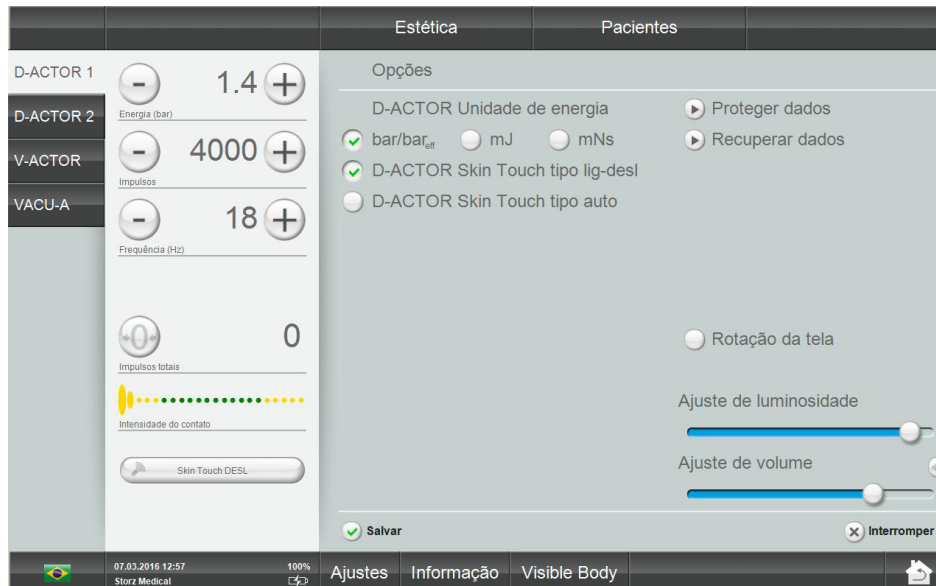 Estética
Pacientes
D-ACTOR 1
D-ACTOR 2
V-ACTOR
VACU-A
1.4
Energia (bar)
4000
Impulsos
18
Frequência (Hz)
0
0
Impulsos totais
Intensidade do contato
Skin Touch DESL
Opções
D-ACTOR Unidade de energia
bar/bareff
mJ
mNs
D-ACTOR Skin Touch tipo lig-desl
D-ACTOR Skin Touch tipo auto
Proteger dados
Recuperar dados
Rotação da tela
Ajuste de luminosidade
Ajuste de volume
Salvar
Interromper
07.03.2016 12:57
100%
Storz Medical
Ajustes
Informação
Visible Body